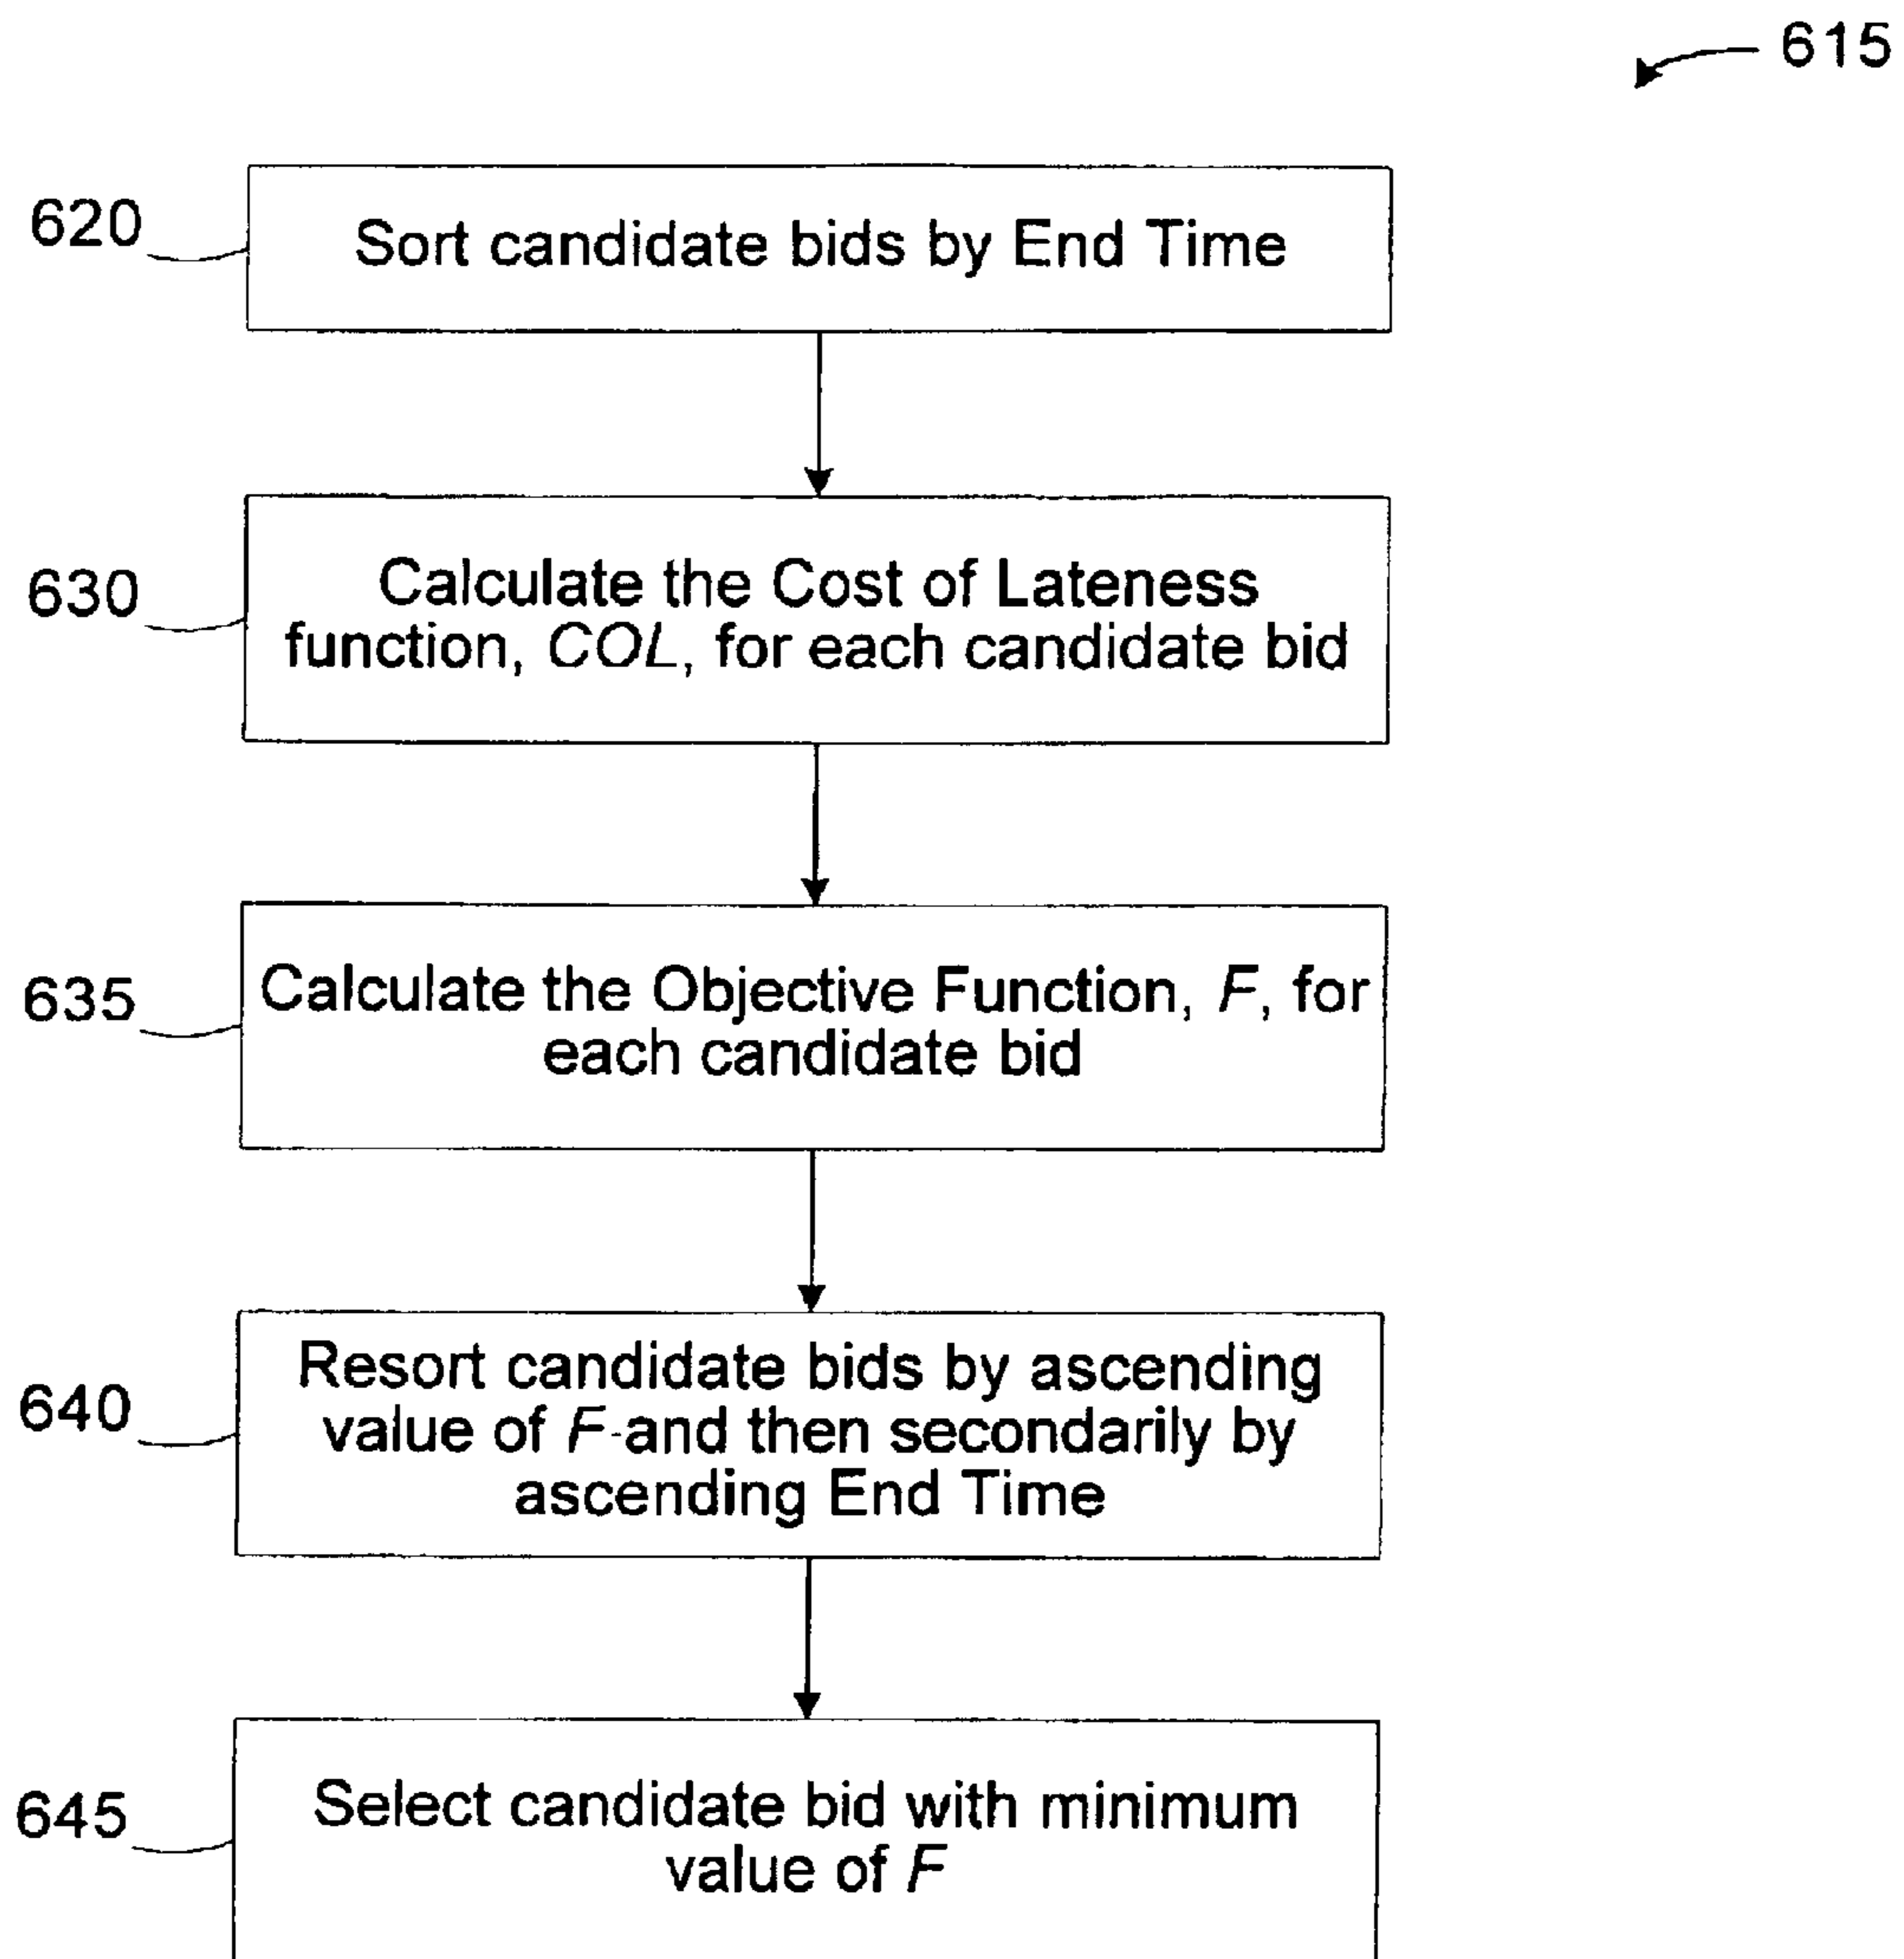 615
620
Sort candidate bids by End Time
630
Calculate the Cost of Lateness
function, COL, for each candidate bid
635
Calculate the Objective Function, F, for
each candidate bid
640
Resort candidate bids by ascending
value of F-and then secondarily by
ascending End Time
645
Select candidate bid with minimum
value of F